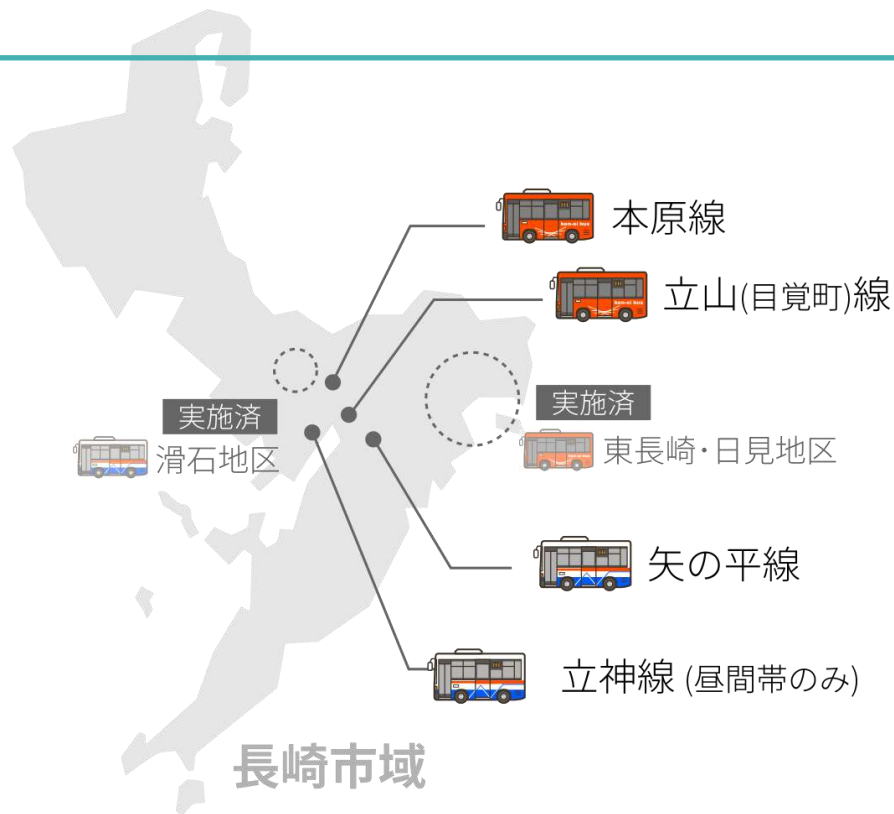 本原線
立山(目覚町)線
実施済
滑石地区
実施済
東長崎・日見地区
矢の平線
立神線 (昼間帯のみ)
長崎市域